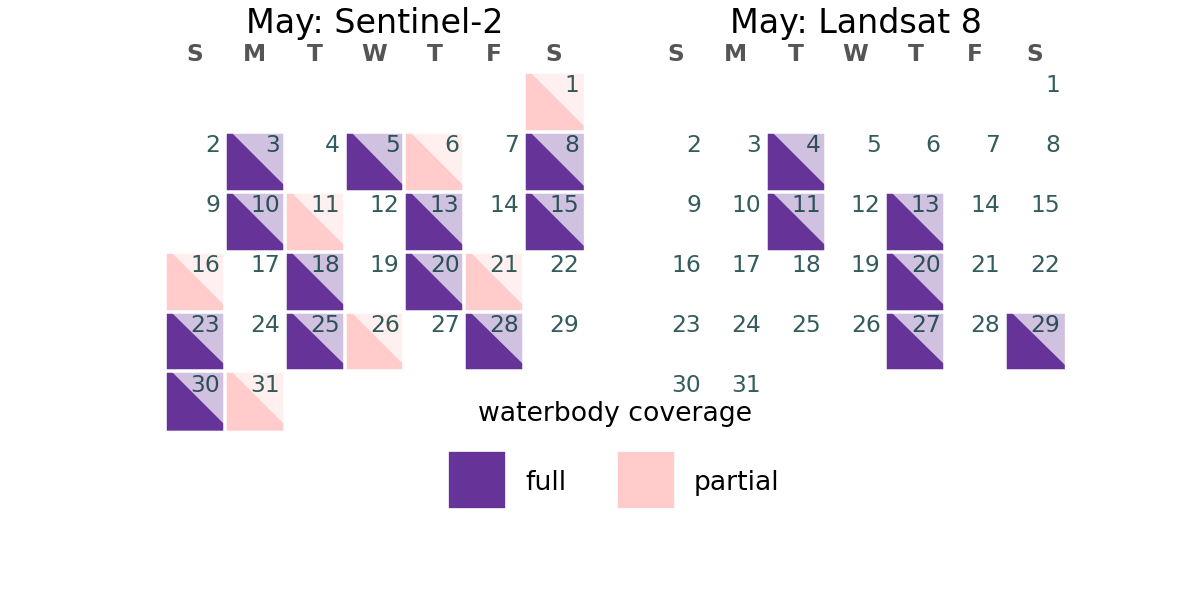 May: Sentinel-2
S M T W T F S
1
2 3 4 5 6 7 8
9 10 11 12 13 14 15
16 17 18 19 20 21 22
23 24 25 26 27 28 29
30 31
May: Landsat 8
S M T W T F S
1
2 3 4 5 6 7 8
9 10 11 12 13 14 15
16 17 18 19 20 21 22
23 24 25 26 27 28 29
30 31
waterbody coverage
full partial